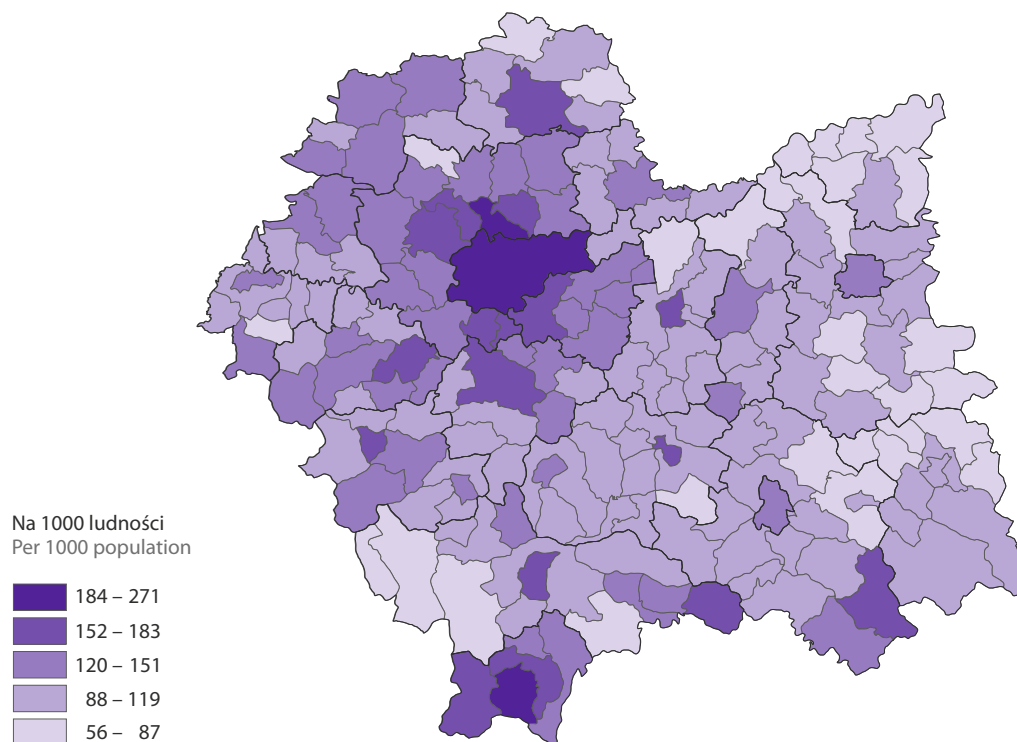 Na 1000 ludności
Per 1000 population
184 – 271
152 – 183
120 – 151
88 – 119
56 – 87